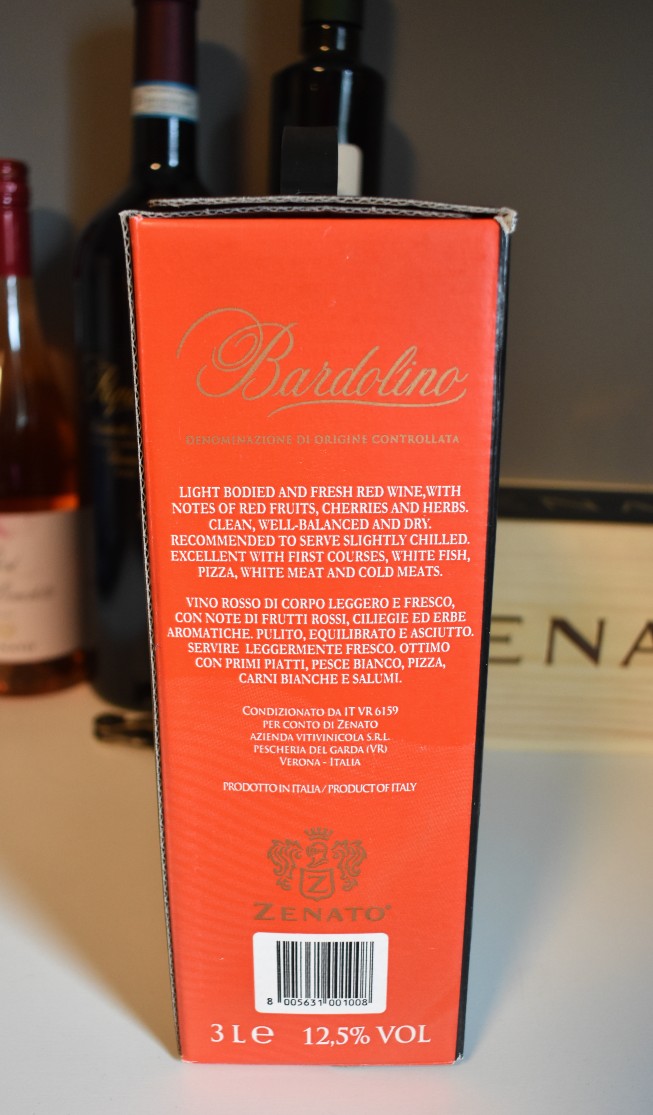 Bardolino
DENOMINAZIONE DI ORIGINE CONTROLLATA
LIGHT BODIED AND FRESH RED WINE,WITH
NOTES OF RED FRUITS, CHERRIES AND HERBS.
CLEAN, WELL-BALANCED AND DRY.
RECOMMENDED TO SERVE SLIGHTLY CHILLED.
EXCELLENT WITH FIRST COURSES, WHITE FISH,
PIZZA, WHITE MEAT AND COLD MEATS.
VINO ROSSO DI CORPO LEGGERO E FRESCO,
CON NOTE DI FRUTTI ROSSI, CILIEGIE ED ERBE
AROMATICHE. PULITO, EQUILIBRATO E ASCIUTTO.
SERVIRE LEGGERMENTE FRESCO. OTTIMO
CON PRIMI PIATTI, PESCE BIANCO, PIZZA,
CARNI BIANCHE E SALUMI.
CONDIZIONATO DA IT VR 6159
PER CONTO DI ZENATO
AZIENDA VITIVINICOLA S.R.L.
PESCHERIA DEL GARDA (VR)
VERONA - ITALIA
PRODOTTO IN ITALIA / PRODUCT OF ITALY
Z
ZENATO®
8 005631 001008
3 L e 12,5% VOL
ENA